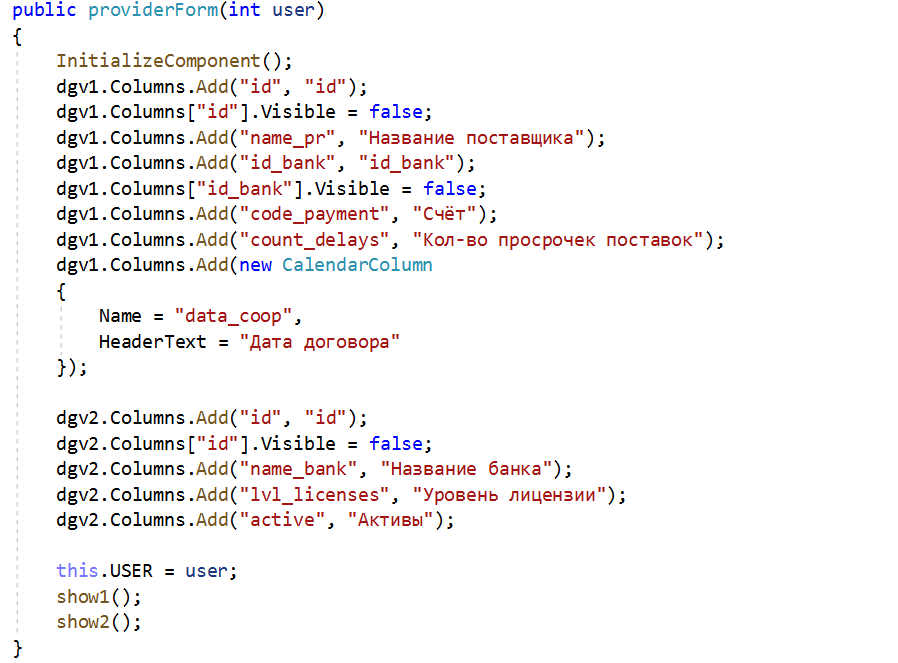 public providerForm(int user)
{
InitializeComponent();
dgv1.Columns.Add("id", "id");
dgv1.Columns["id"].Visible = false;
dgv1.Columns.Add("name_pr", "Название поставщика");
dgv1.Columns.Add("id_bank", "id_bank");
dgv1.Columns["id_bank"].Visible = false;
dgv1.Columns.Add("code_payment", "Счёт");
dgv1.Columns.Add("count_delays", "Кол-во просрочек поставок");
dgv1.Columns.Add(new CalendarColumn
{
Name = "data_coop",
HeaderText = "Дата договора"
});
dgv2.Columns.Add("id", "id");
dgv2.Columns["id"].Visible = false;
dgv2.Columns.Add("name_bank", "Название банка");
dgv2.Columns.Add("lvl_licenses", "Уровень лицензии");
dgv2.Columns.Add("active", "Активы");
this.USER = user;
show1();
show2();
}